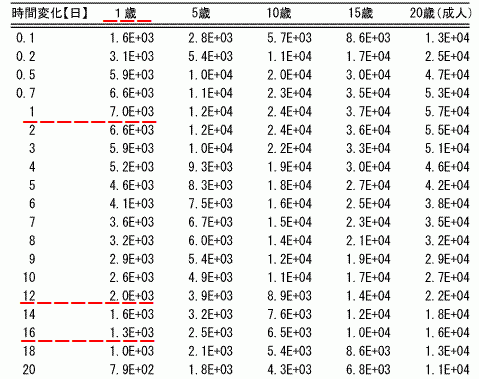 時間変化【日】 1歳 5歳 10歳 15歳 20歳(成人)
0.1 1.6E+03 2.8E+03 5.7E+03 8.6E+03 1.3E+04
0.2 3.1E+03 5.4E+03 1.1E+04 1.7E+04 2.5E+04
0.5 5.9E+03 1.0E+04 2.0E+04 3.0E+04 4.7E+04
0.7 6.6E+03 1.1E+04 2.3E+04 3.5E+04 5.3E+04
1 7.0E+03 1.2E+04 2.4E+04 3.7E+04 5.7E+04
2 6.6E+03 1.2E+04 2.4E+04 3.6E+04 5.5E+04
3 5.9E+03 1.0E+04 2.2E+04 3.3E+04 5.1E+04
4 5.2E+03 9.3E+03 1.9E+04 3.0E+04 4.6E+04
5 4.6E+03 8.3E+03 1.8E+04 2.7E+04 4.2E+04
6 4.1E+03 7.5E+03 1.6E+04 2.5E+04 3.8E+04
7 3.6E+03 6.7E+03 1.5E+04 2.3E+04 3.5E+04
8 3.2E+03 6.0E+03 1.4E+04 2.1E+04 3.2E+04
9 2.9E+03 5.4E+03 1.2E+04 1.9E+04 2.9E+04
10 2.6E+03 4.9E+03 1.1E+04 1.7E+04 2.7E+04
12 2.0E+03 3.9E+03 8.9E+03 1.4E+04 2.2E+04
14 1.6E+03 3.2E+03 7.6E+03 1.2E+04 1.8E+04
16 1.3E+03 2.5E+03 6.5E+03 1.0E+04 1.6E+04
18 1.0E+03 2.1E+03 5.4E+03 8.6E+03 1.3E+04
20 7.9E+02 1.8E+03 4.3E+03 6.8E+03 1.1E+04